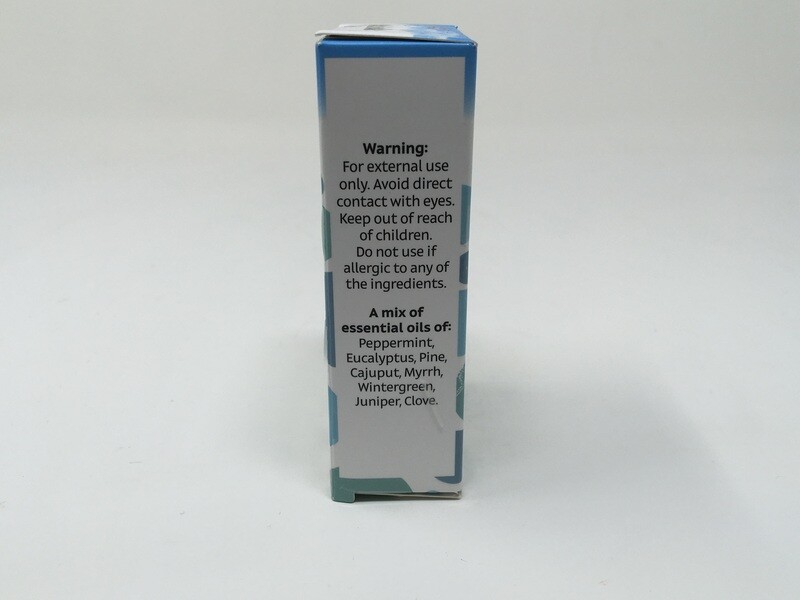 Warning:
For external use
only. Avoid direct
contact with eyes.
Keep out of reach
of children.
Do not use if
allergic to any of
the ingredients.
A mix of
essential oils of:
Peppermint,
Eucalyptus, Pine,
Cajuput, Myrrh,
Wintergreen,
Juniper, Clove.